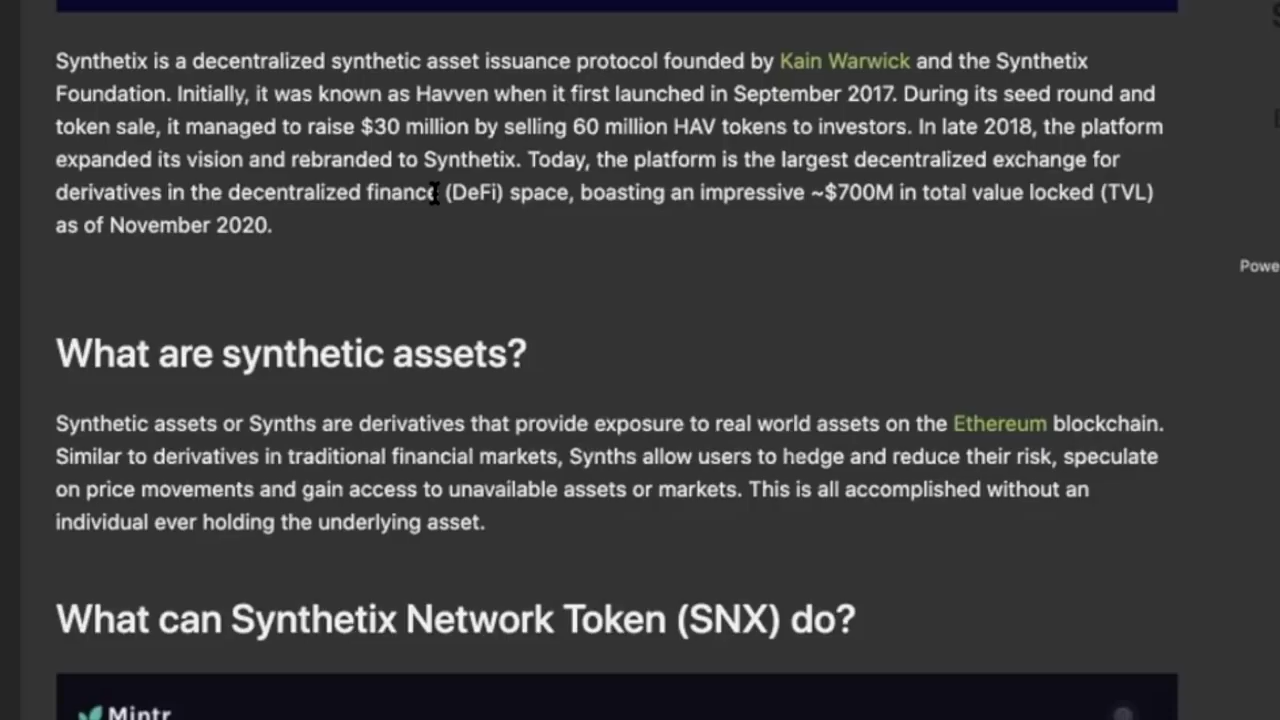 Synthetix is a decentralized synthetic asset issuance protocol founded by Kain Warwick and the Synthetix
Foundation. Initially, it was known as Havven when it first launched in September 2017. During its seed round and
token sale, it managed to raise $30 million by selling 60 million HAV tokens to investors. In late 2018, the platform
expanded its vision and rebranded to Synthetix. Today, the platform is the largest decentralized exchange for
derivatives in the decentralized finance (DeFi) space, boasting an impressive ~$700M in total value locked (TVL)
as of November 2020.
Powe
What are synthetic assets?
Synthetic assets or Synths are derivatives that provide exposure to real world assets on the Ethereum blockchain.
Similar to derivatives in traditional financial markets, Synths allow users to hedge and reduce their risk, speculate
on price movements and gain access to unavailable assets or markets. This is all accomplished without an
individual ever holding the underlying asset.
What can Synthetix Network Token (SNX) do?
Mintr